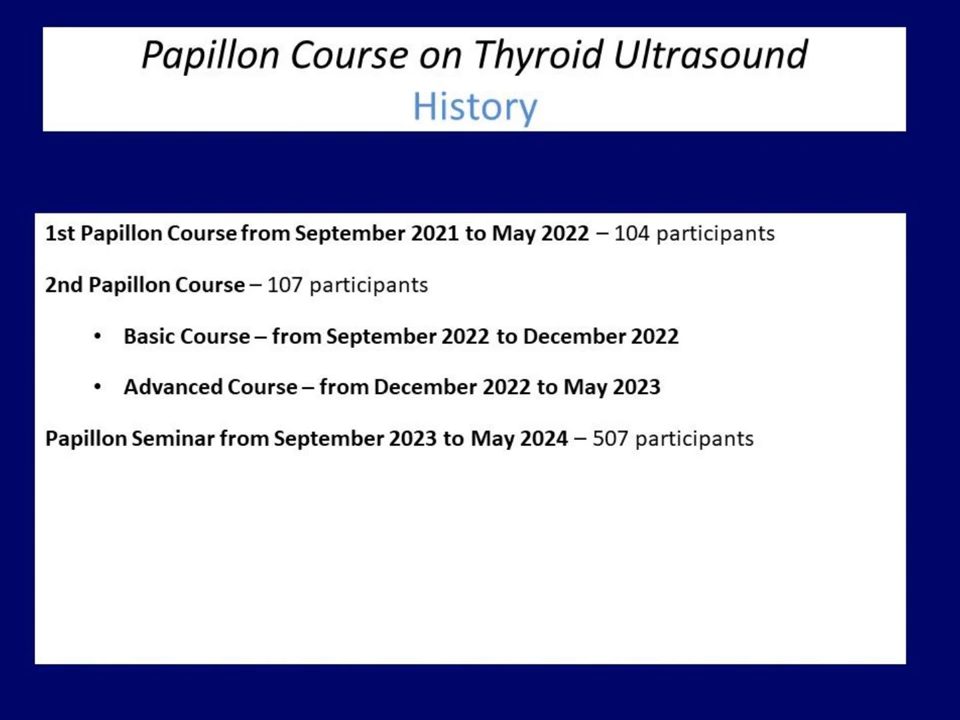 Papillon Course on Thyroid Ultrasound
History
1st Papillon Course from September 2021 to May 2022 – 104 participants
2nd Papillon Course – 107 participants
• Basic Course – from September 2022 to December 2022
• Advanced Course – from December 2022 to May 2023
Papillon Seminar from September 2023 to May 2024 – 507 participants